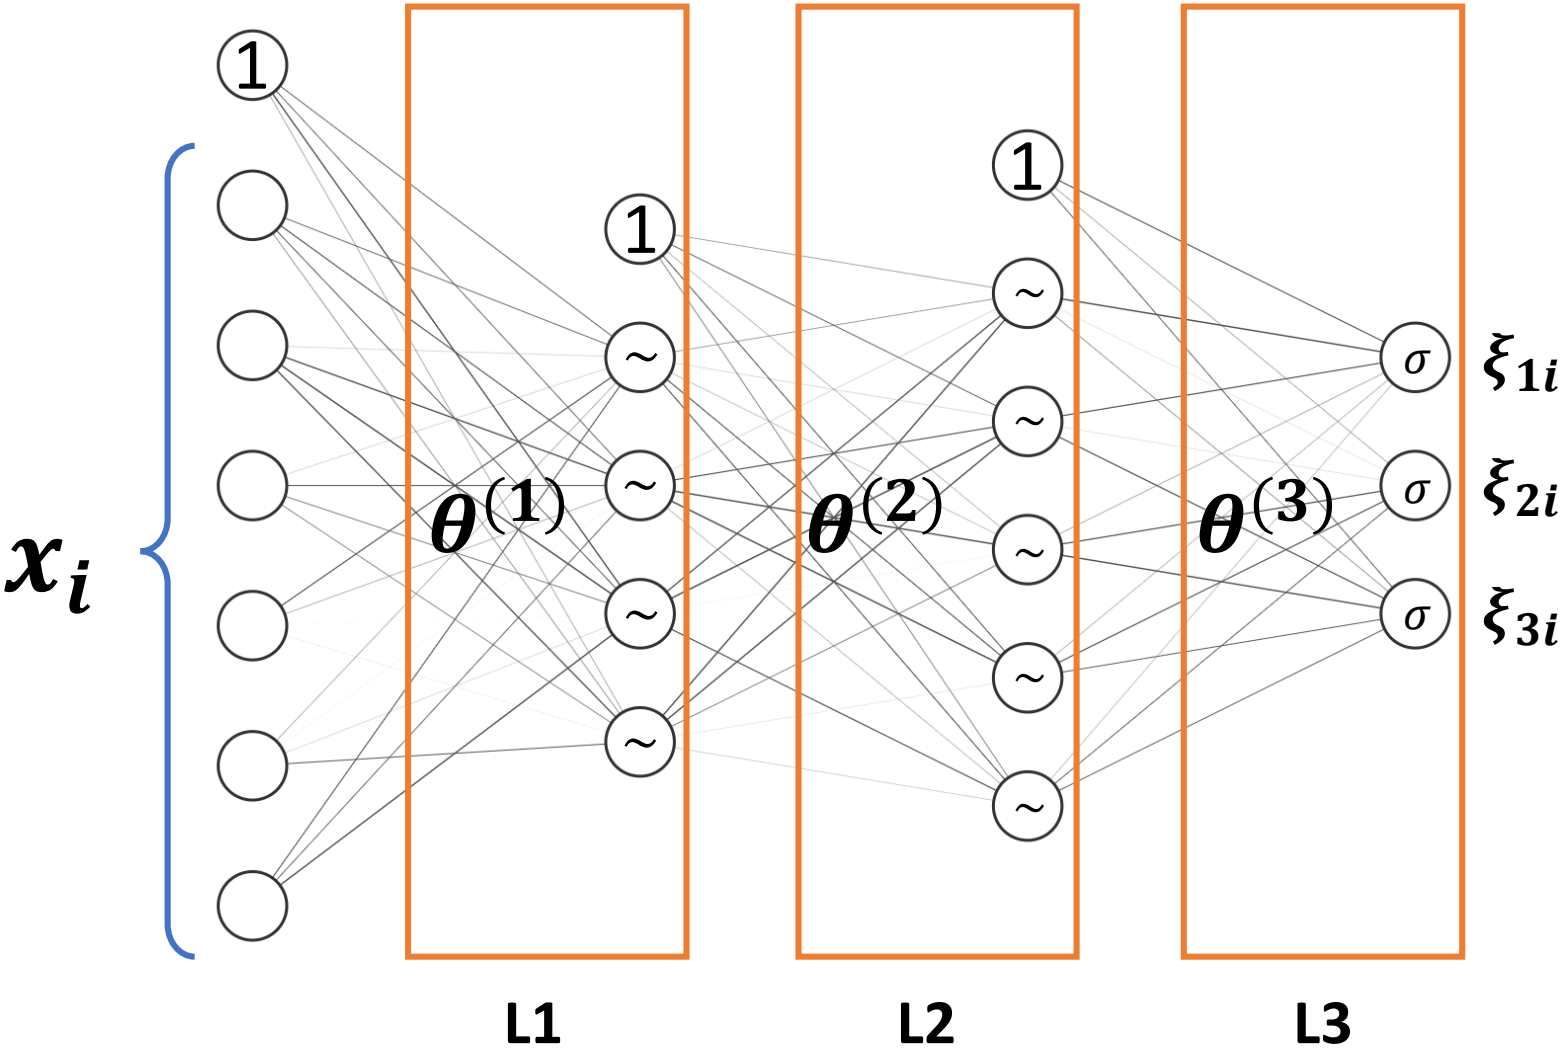 1
1
1
~
~
~
~
~
~
~
~
~
σ
σ
σ
x_i
θ^(1)
θ^(2)
θ^(3)
ξ_1i
ξ_2i
ξ_3i
L1
L2
L3